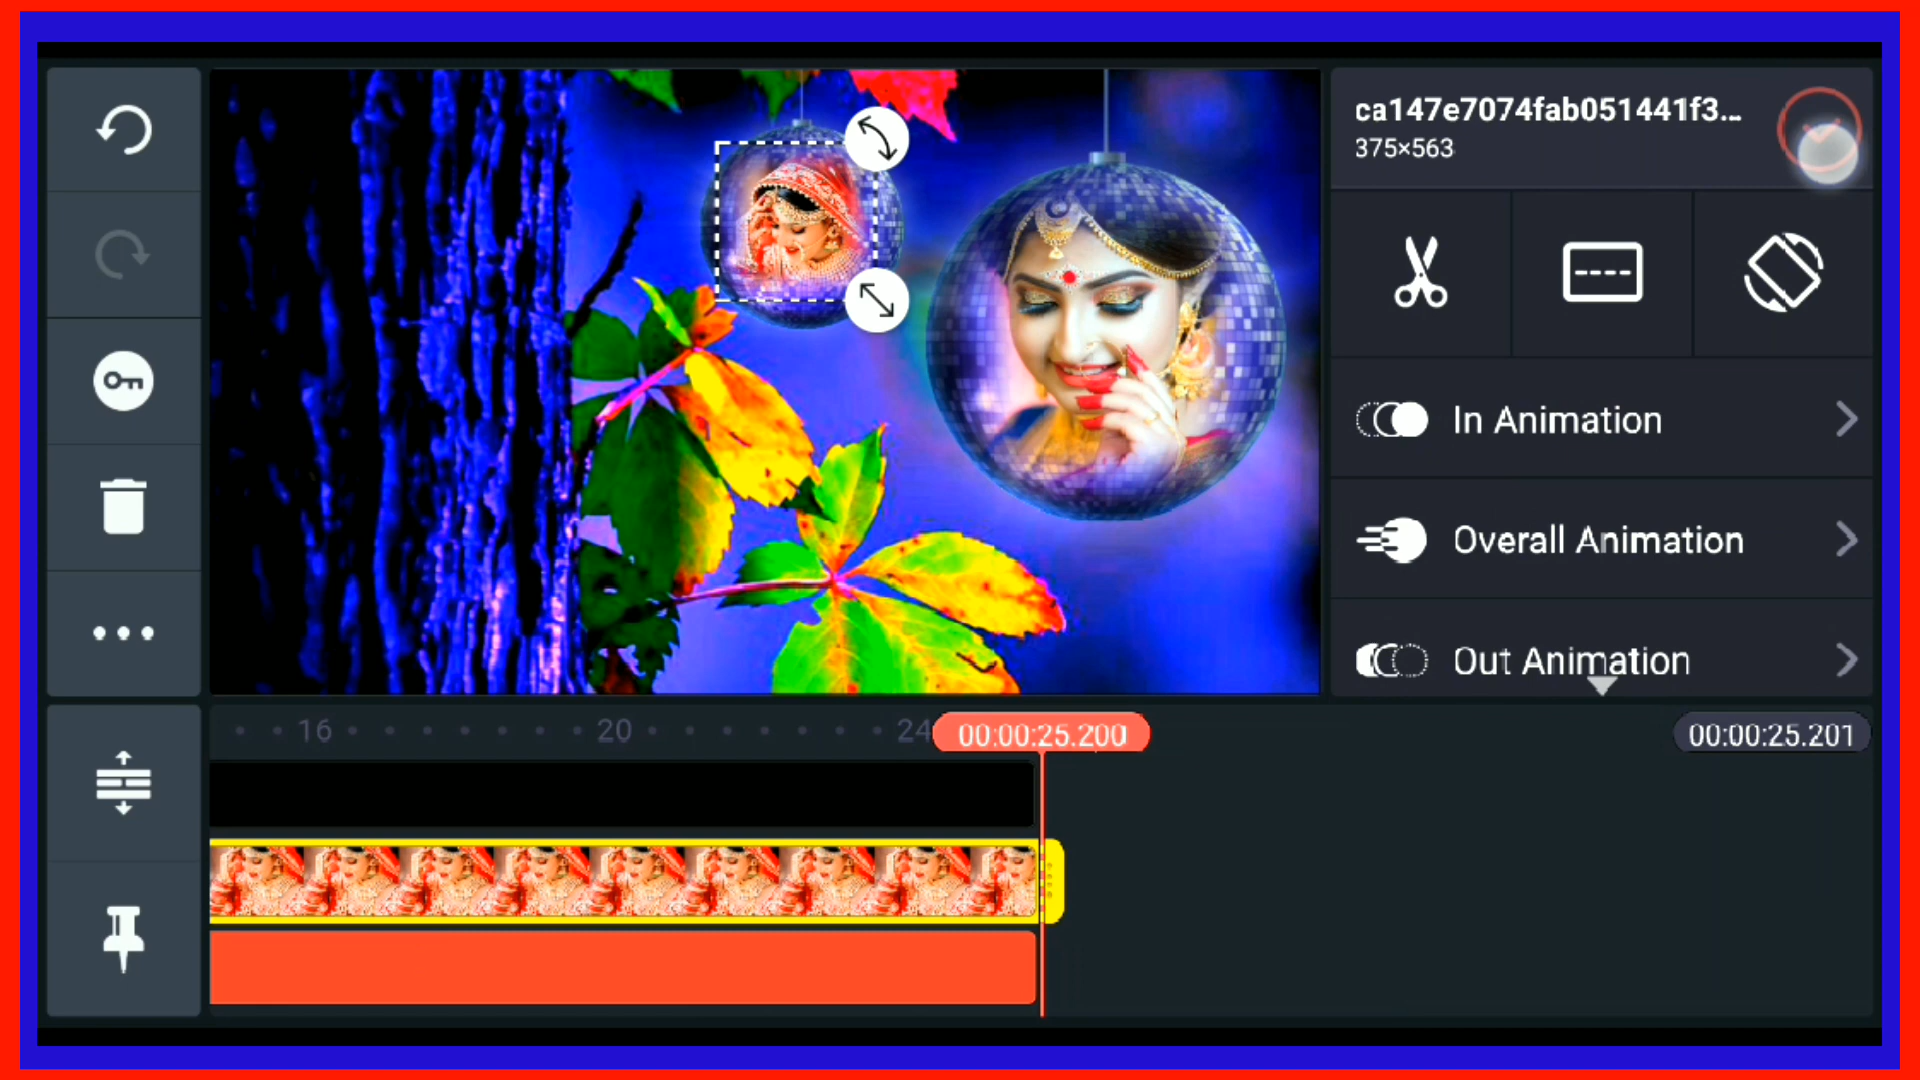 ca147e7074fab051441f3...
375×563
In Animation
Overall Animation
Out Animation
16
20
24
00:00:25.200
00:00:25.201